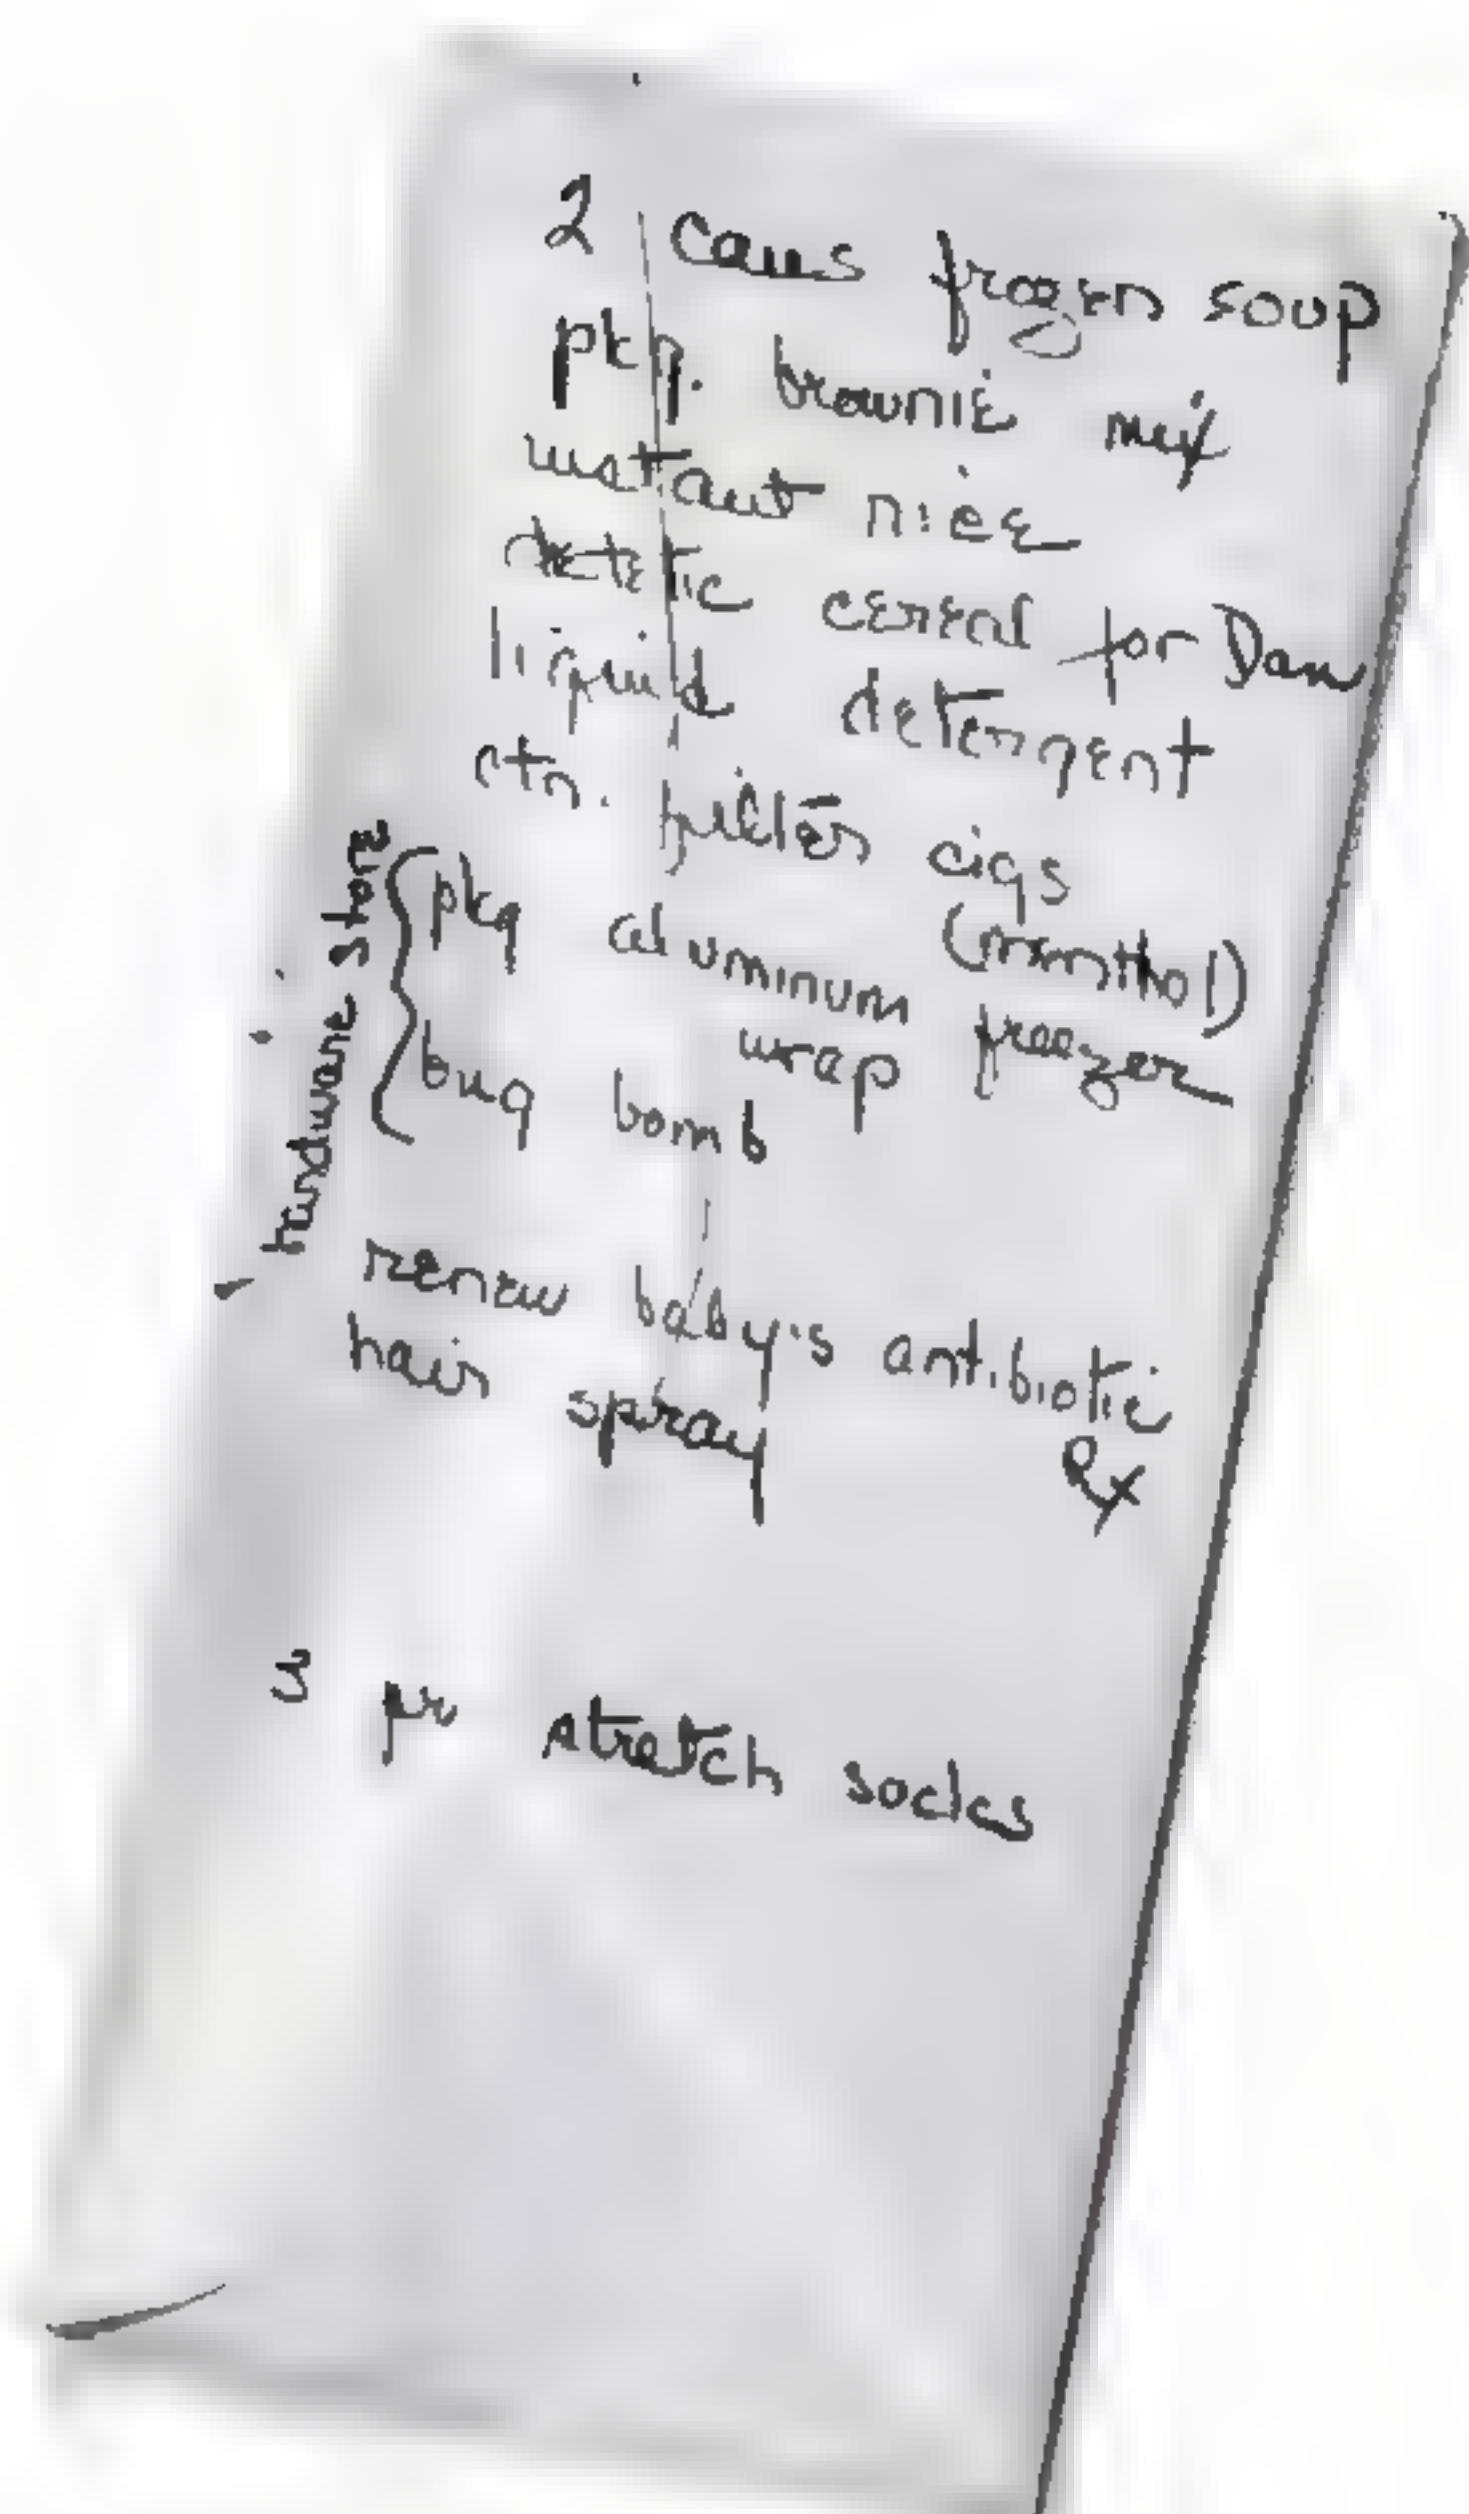 2 cans frozen soup
pkg. brownie mix
instant rice
dietetic cereal for Dan
liquid detergent
ctn. filter cigs
(menthol)
hardware store
pkg aluminum freezer
wrap
bug bomb
renew baby's antibiotic
Rx
hair spray
3 pr stretch socks